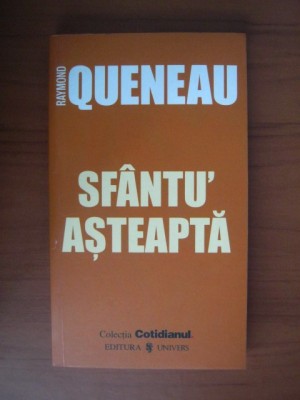 RAYMOND
QUENEAU
SFÂNTU'
AȘTEAPTĂ
Colecția Cotidianul
EDITURA UNIVERS